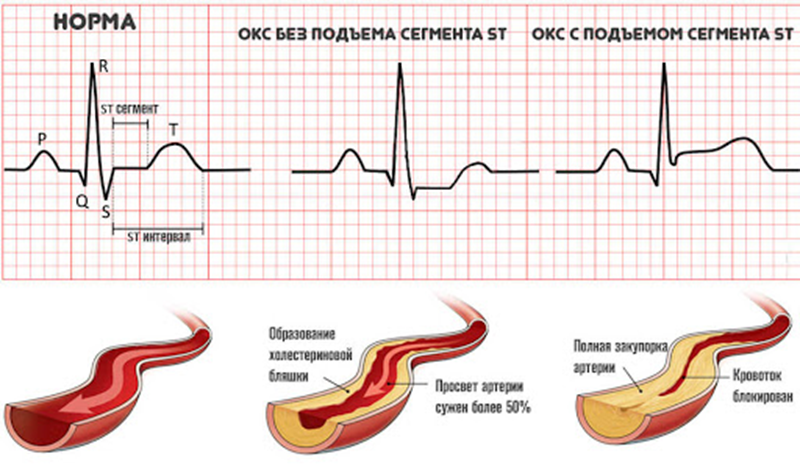 НОРМА
ОКС БЕЗ ПОДЪЕМА СЕГМЕНТА ST
ОКС С ПОДЪЕМОМ СЕГМЕНТА ST
R
ST сегмент
P
T
Q
S
ST интервал
Образование
холестериновой
бляшки
Просвет артерии
сужен более 50%
Полная закупорка
артерии
Кровоток
блокирован